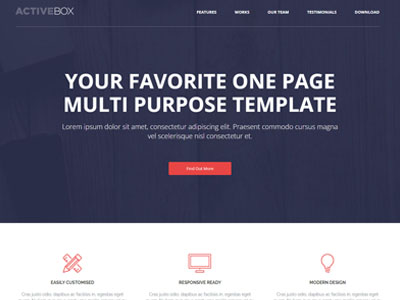 ACTIVEBOX
FEATURES WORKS OUR TEAM TESTIMONIALS DOWNLOAD
YOUR FAVORITE ONE PAGE
MULTI PURPOSE TEMPLATE
Lorem ipsum dolor sit amet, consectetur adipiscing elit. Praesent commodo cursus magna
vel scelerisque nisl consectetur et.
Find Out More
EASILY CUSTOMISED RESPONSIVE READY MODERN DESIGN
Cras justo odio, dapibus ac facilisis in, egestas eget Cras justo odio, dapibus ac facilisis in, egestas eget Cras justo odio, dapibus ac facilisis in, egestas eget